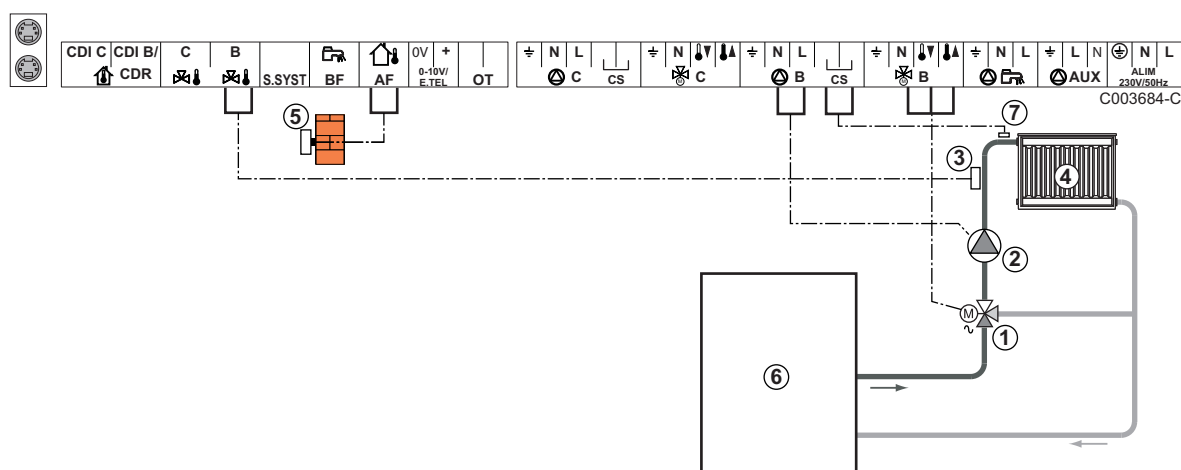 CDI C CDI B/ C B 0V + N L N N L N L N L N L N L
CDR S.SYST BF AF 0-10V/ E.TEL OT C CS C B CS B AUX ALIM 230V/50Hz
C003684-C
5
7
3
4
2
M
1
6